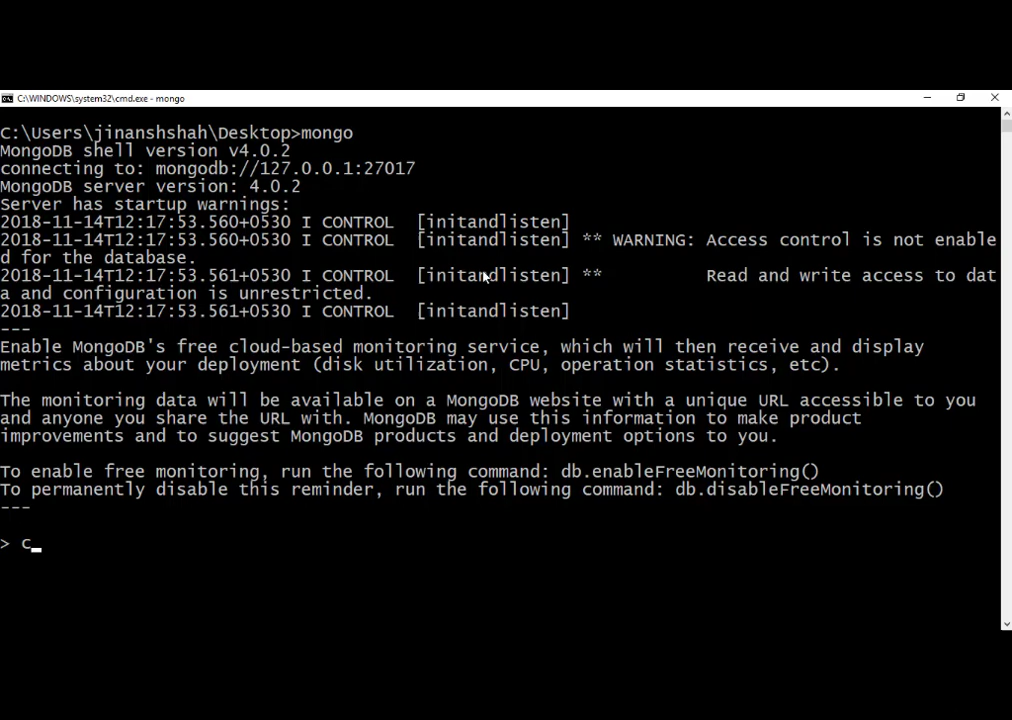 C:\WINDOWS\system32\cmd.exe - mongo
C:\Users\jinanshshah\Desktop>mongo
MongoDB shell version v4.0.2
connecting to: mongodb://127.0.0.1:27017
MongoDB server version: 4.0.2
Server has startup warnings:
2018-11-14T12:17:53.560+0530 I CONTROL  [initandlisten]
2018-11-14T12:17:53.560+0530 I CONTROL  [initandlisten] ** WARNING: Access control is not enable
d for the database.
2018-11-14T12:17:53.561+0530 I CONTROL  [initandlisten] **          Read and write access to dat
a and configuration is unrestricted.
2018-11-14T12:17:53.561+0530 I CONTROL  [initandlisten]
---
Enable MongoDB's free cloud-based monitoring service, which will then receive and display
metrics about your deployment (disk utilization, CPU, operation statistics, etc).
The monitoring data will be available on a MongoDB website with a unique URL accessible to you
and anyone you share the URL with. MongoDB may use this information to make product
improvements and to suggest MongoDB products and deployment options to you.
To enable free monitoring, run the following command: db.enableFreeMonitoring()
To permanently disable this reminder, run the following command: db.disableFreeMonitoring()
---
> c_